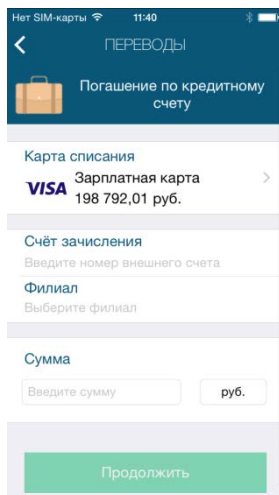 Нет SIM-карты 11:40
ПЕРЕВОДЫ
Погашение по кредитному
счету
Карта списания
VISA Зарплатная карта
198 792,01 руб.
Счёт зачисления
Введите номер внешнего счета
Филиал
Выберите филиал
Сумма
Введите сумму руб.
Продолжить